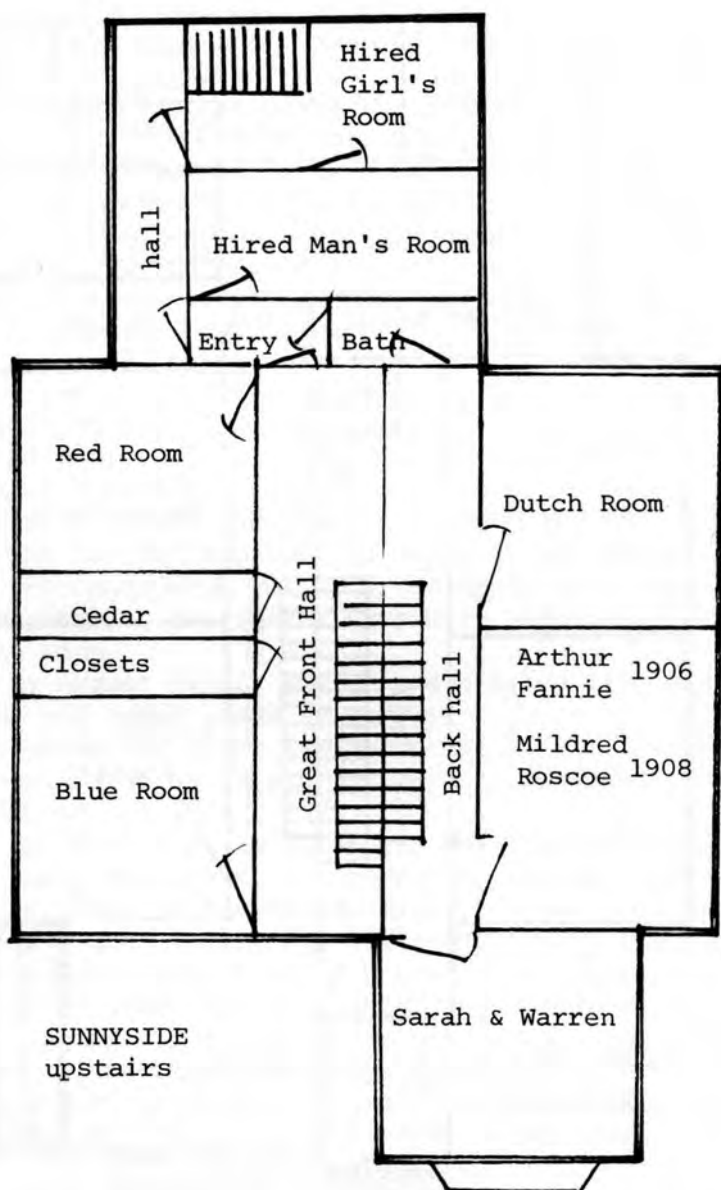 Hired
Girl's
Room
hall
Hired Man's Room
Entry
Bath
Red Room
Dutch Room
Cedar
Closets
Great Front Hall
Back hall
Arthur
Fannie 1906
Mildred
Roscoe 1908
Blue Room
Sarah & Warren
SUNNYSIDE
upstairs